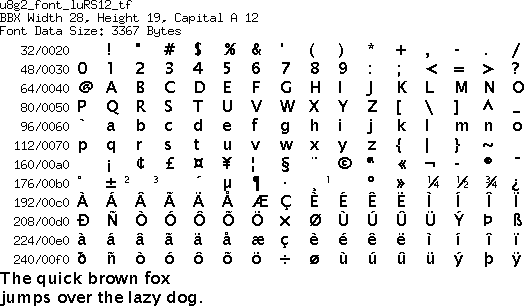 u8g2_font_luRS12_tf
BBX Width 28, Height 19, Capital A 12
Font Data Size: 3367 Bytes
32/0020 ! " # $ % & ' ( ) * + , - . /
48/0030 0 1 2 3 4 5 6 7 8 9 : ; < = > ?
64/0040 @ A B C D E F G H I J K L M N O
80/0050 P Q R S T U V W X Y Z [ \ ] ^ _
96/0060 ` a b c d e f g h i j k l m n o
112/0070 p q r s t u v w x y z { | } ~
160/00a0 ¡ ¢ £ ¤ ¥ ¦ § ¨ © ª « ¬ - ® ¯
176/00b0 ° ± ² ³ ´ µ ¶ · ¸ ¹ º » ¼ ½ ¾ ¿
192/00c0 À Á Â Ã Ä Å Æ Ç È É Ê Ë Ì Í Î Ï
208/00d0 Ð Ñ Ò Ó Ô Õ Ö × Ø Ù Ú Û Ü Ý Þ ß
224/00e0 à á â ã ä å æ ç è é ê ë ì í î ï
240/00f0 ð ñ ò ó ô õ ö ÷ ø ù ú û ü ý þ ÿ
The quick brown fox
jumps over the lazy dog.